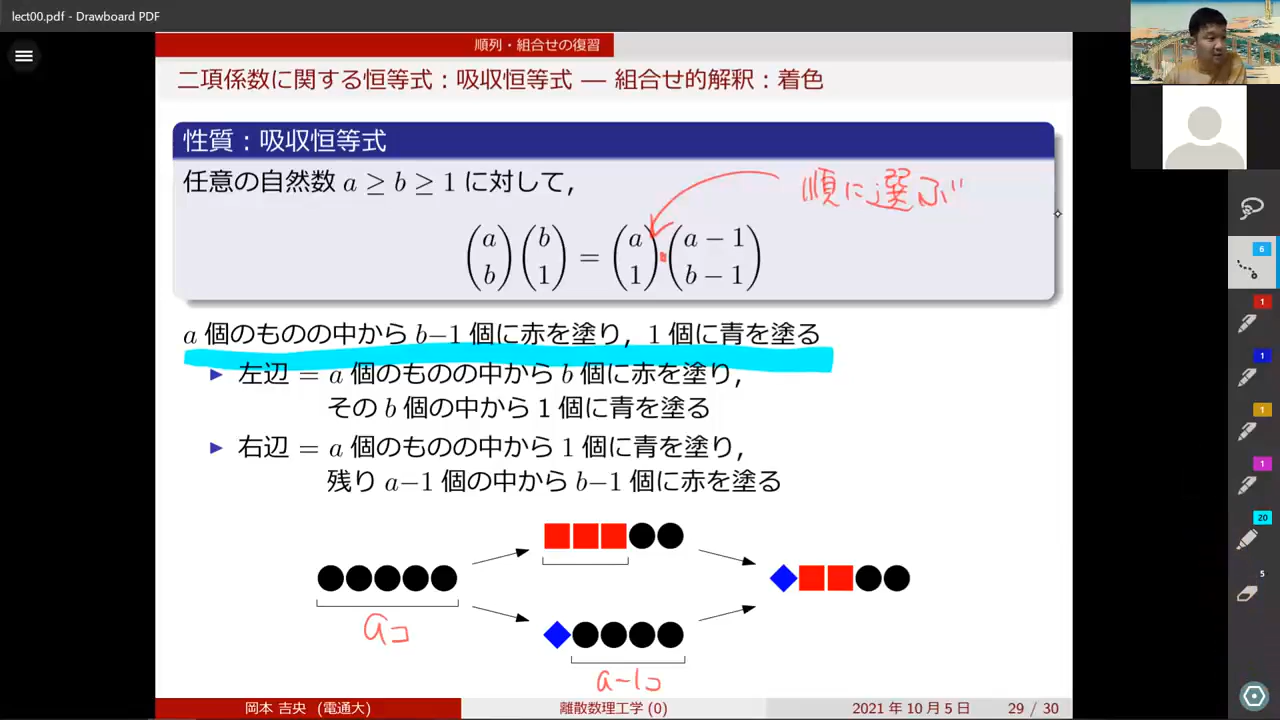 lect00.pdf - Drawboard PDF
順列・組合せの復習
二項係数に関する恒等式:吸収恒等式 — 組合せ的解釈:着色
性質:吸収恒等式
任意の自然数 a ≥ b ≥ 1 に対して,
順に選ぶ
(a b)(b 1) = (a 1)・(a − 1 b − 1)
a 個のものの中から b−1 個に赤を塗り,1 個に青を塗る
▶ 左辺 = a 個のものの中から b 個に赤を塗り,
その b 個の中から 1 個に青を塗る
▶ 右辺 = a 個のものの中から 1 個に青を塗り,
残り a−1 個の中から b−1 個に赤を塗る
aコ
a-1コ
岡本 吉央 (電通大)
離散数理工学 (0)
2021 年 10 月 5 日
29 / 30
6
1
1
1
1
20
5